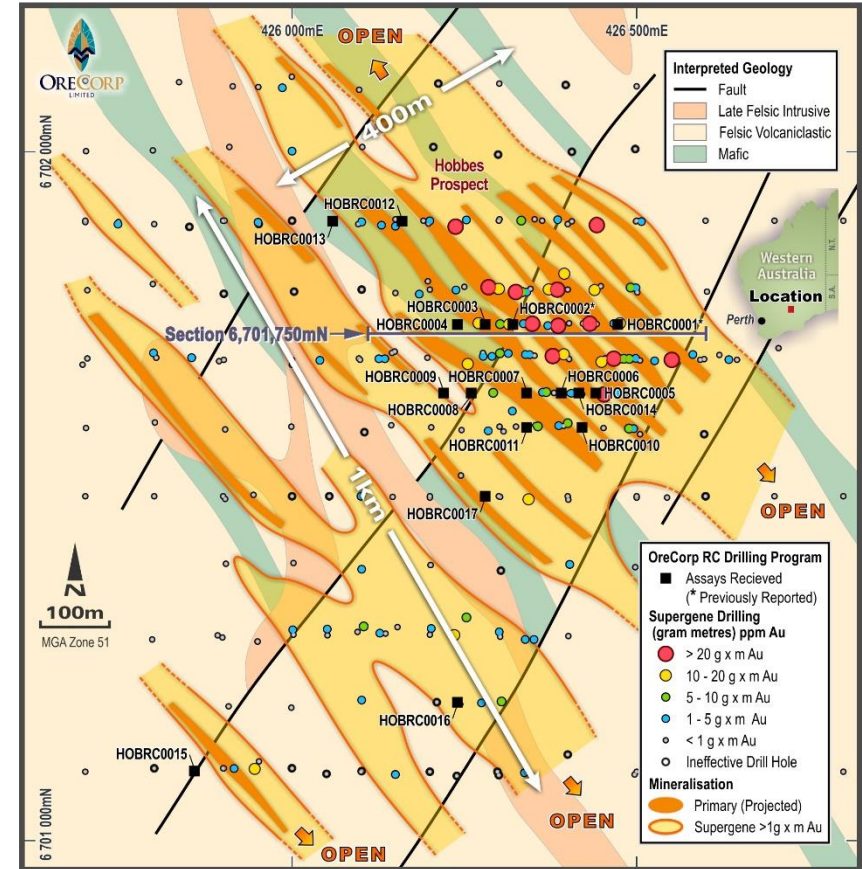 ORECORP
LIMITED
426 000mE
426 500mE
OPEN
Interpreted Geology
Fault
Late Felsic Intrusive
Felsic Volcaniclastic
Mafic
400m
6 702 000mN
Hobbes
Prospect
HOBRC0012
HOBRC0013
Western
Australia
N.T.
S.A.
Location
Perth
HOBRC0003
HOBRC0002*
HOBRC0004
HOBRC0001*
Section 6,701,750mN
HOBRC0009
HOBRC0007
HOBRC0006
HOBRC0005
HOBRC0008
HOBRC0014
HOBRC0011
HOBRC0010
1km
HOBRC0017
OPEN
N
100m
MGA Zone 51
OreCorp RC Drilling Program
Assays Recieved
(* Previously Reported)
Supergene Drilling
(gram metres) ppm Au
> 20 g x m Au
10 - 20 g x m Au
5 - 10 g x m Au
1 - 5 g x m Au
< 1 g x m Au
Ineffective Drill Hole
Mineralisation
Primary (Projected)
Supergene >1g x m Au
HOBRC0016
HOBRC0015
6 701 000mN
OPEN
OPEN